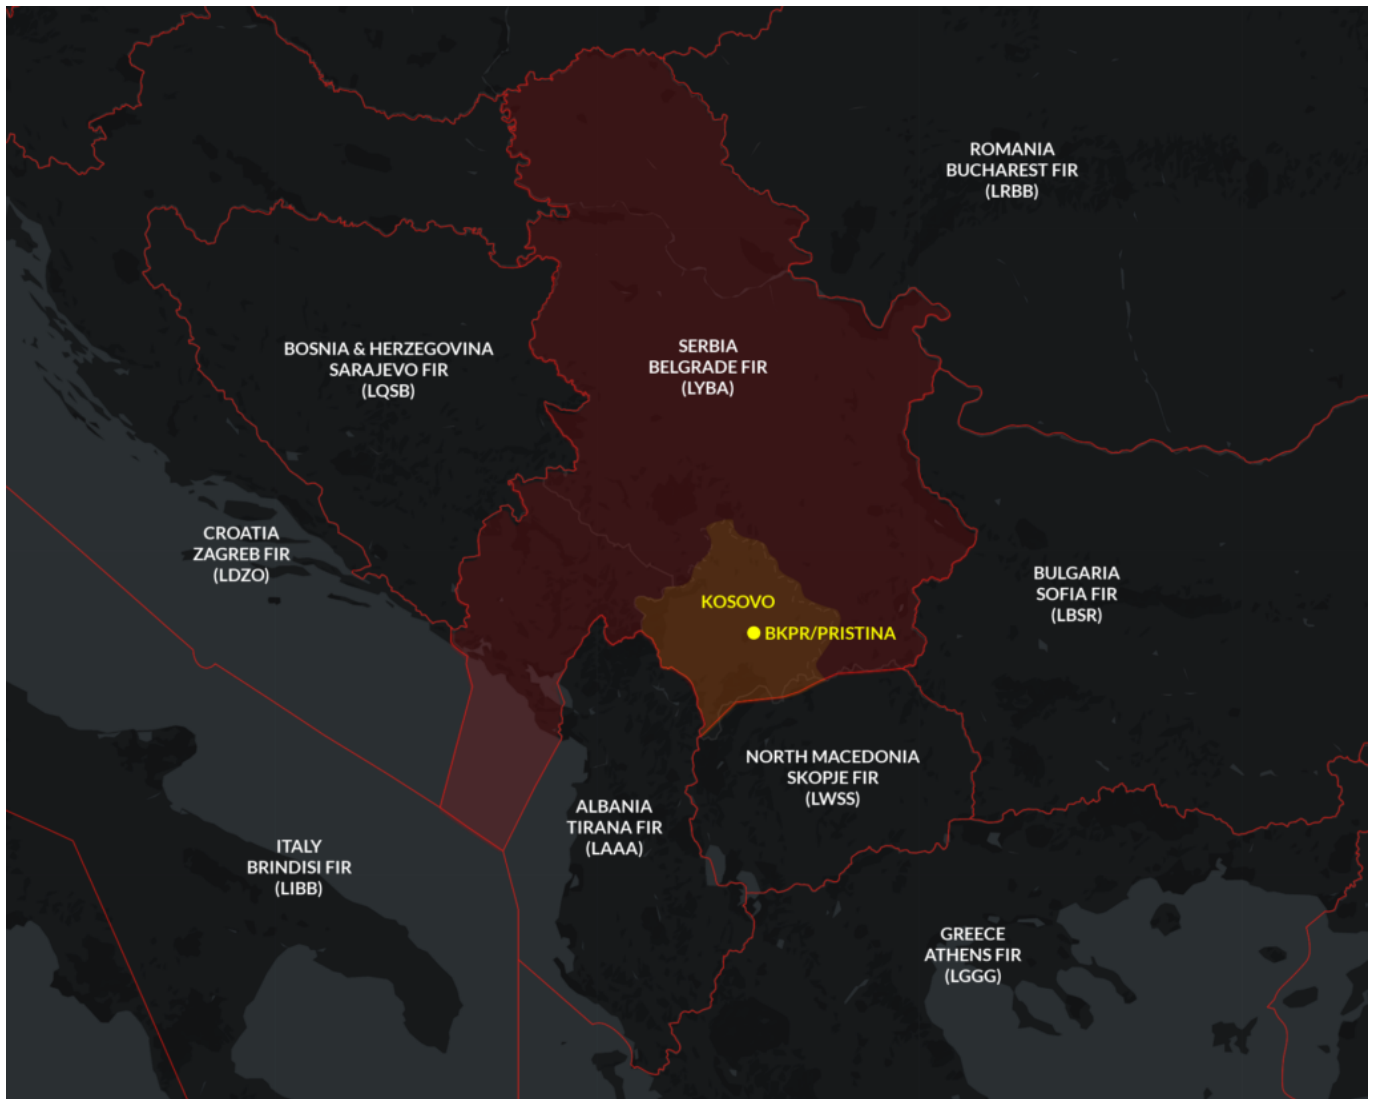 ROMANIA
BUCHAREST FIR
(LRBB)
BOSNIA & HERZEGOVINA
SARAJEVO FIR
(LQSB)
SERBIA
BELGRADE FIR
(LYBA)
CROATIA
ZAGREB FIR
(LDZO)
BULGARIA
SOFIA FIR
(LBSR)
KOSOVO
BKPR/PRISTINA
NORTH MACEDONIA
SKOPJE FIR
(LWSS)
ALBANIA
TIRANA FIR
(LAAA)
ITALY
BRINDISI FIR
(LIBB)
GREECE
ATHENS FIR
(LGGG)